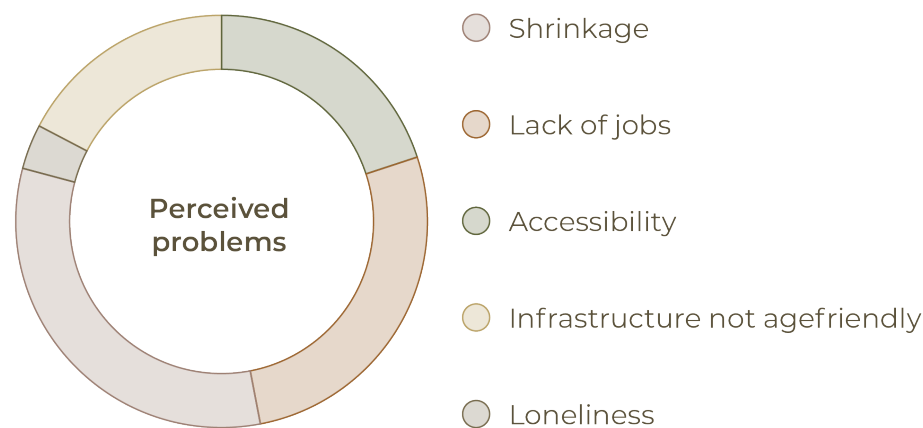 Perceived
problems
Shrinkage
Lack of jobs
Accessibility
Infrastructure not agefriendly
Loneliness